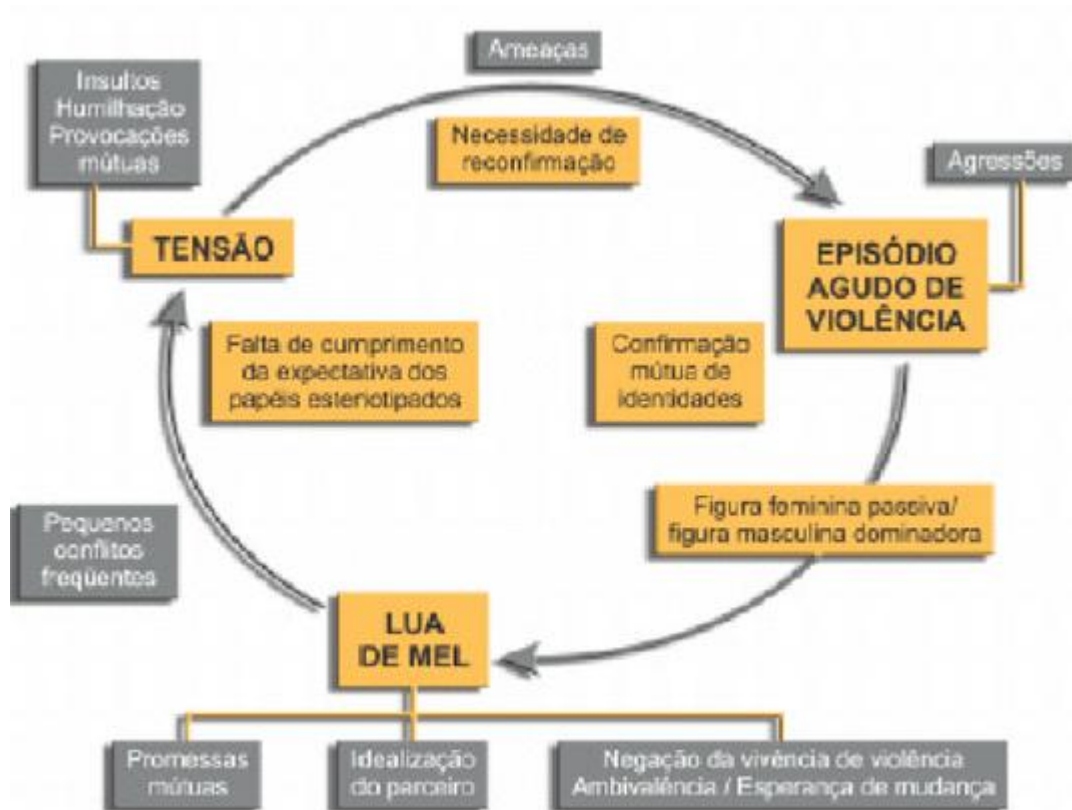 Ameaças
Insultos
Humilhação
Provocações
mútuas
Necessidade de
reconfirmação
Agressões
TENSÃO
EPISÓDIO
AGUDO DE
VIOLÊNCIA
Falta de cumprimento
da expectativa dos
papéis esteriotipados
Confirmação
mútua de
identidades
Figura feminina passiva/
figura masculina dominadora
Pequenos
conflitos
freqüentes
LUA
DE MEL
Promessas
mútuas
Idealização
do parceiro
Negação da vivência de violência
Ambivalência / Esperança de mudança